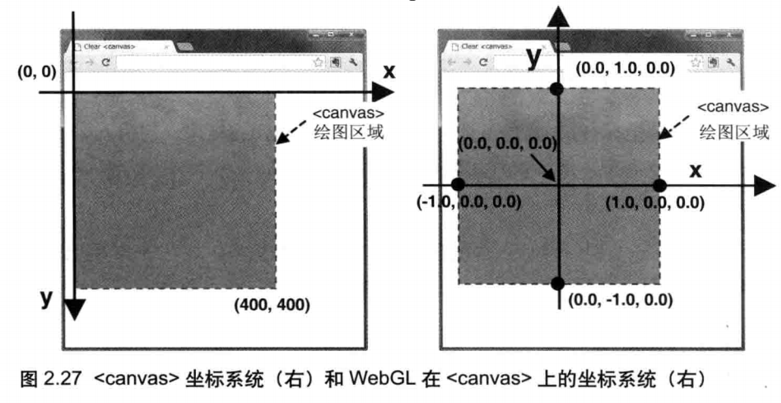 Clear <canvas>
(0, 0)
x
<canvas>
绘图区域
y
(400, 400)
Clear <canvas>
y
(0.0, 1.0, 0.0)
<canvas>
绘图区域
(0.0, 0.0, 0.0)
x
(-1.0, 0.0, 0.0)
(1.0, 0.0, 0.0)
(0.0, -1.0, 0.0)
图 2.27 <canvas> 坐标系统（右）和 WebGL 在 <canvas> 上的坐标系统（右）